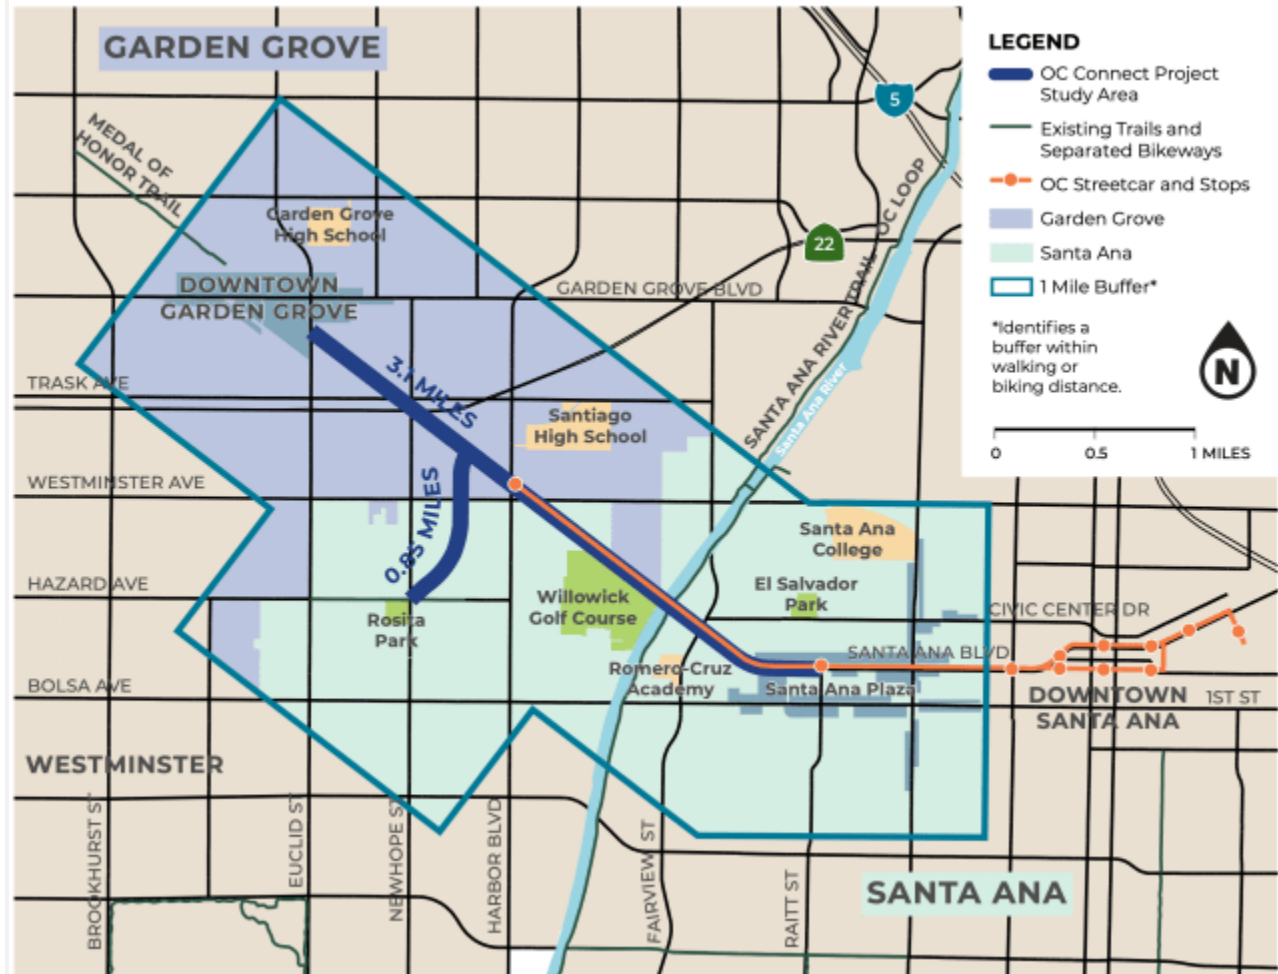 GARDEN GROVE
MEDAL OF
HONOR TRAIL
Garden Grove
High School
DOWNTOWN
GARDEN GROVE
GARDEN GROVE BLVD
5
22
OC LOOP
SANTA ANA RIVER TRAIL
Santa Ana River
TRASK AVE
3.1 MILES
Santiago
High School
WESTMINSTER AVE
0.85 MILES
Santa Ana
College
HAZARD AVE
Willowick
Golf Course
El Salvador
Park
Rosita
Park
CIVIC CENTER DR
SANTA ANA BLVD
Romero-Cruz
Academy
Santa Ana Plaza
BOLSA AVE
DOWNTOWN
SANTA ANA
1ST ST
WESTMINSTER
BROOKHURST ST
EUCLID ST
NEWHOPE ST
HARBOR BLVD
FAIRVIEW ST
RAITT ST
SANTA ANA
LEGEND
OC Connect Project
Study Area
Existing Trails and
Separated Bikeways
OC Streetcar and Stops
Garden Grove
Santa Ana
1 Mile Buffer*
*Identifies a
buffer within
walking or
biking distance.
N
0 0.5 1 MILES